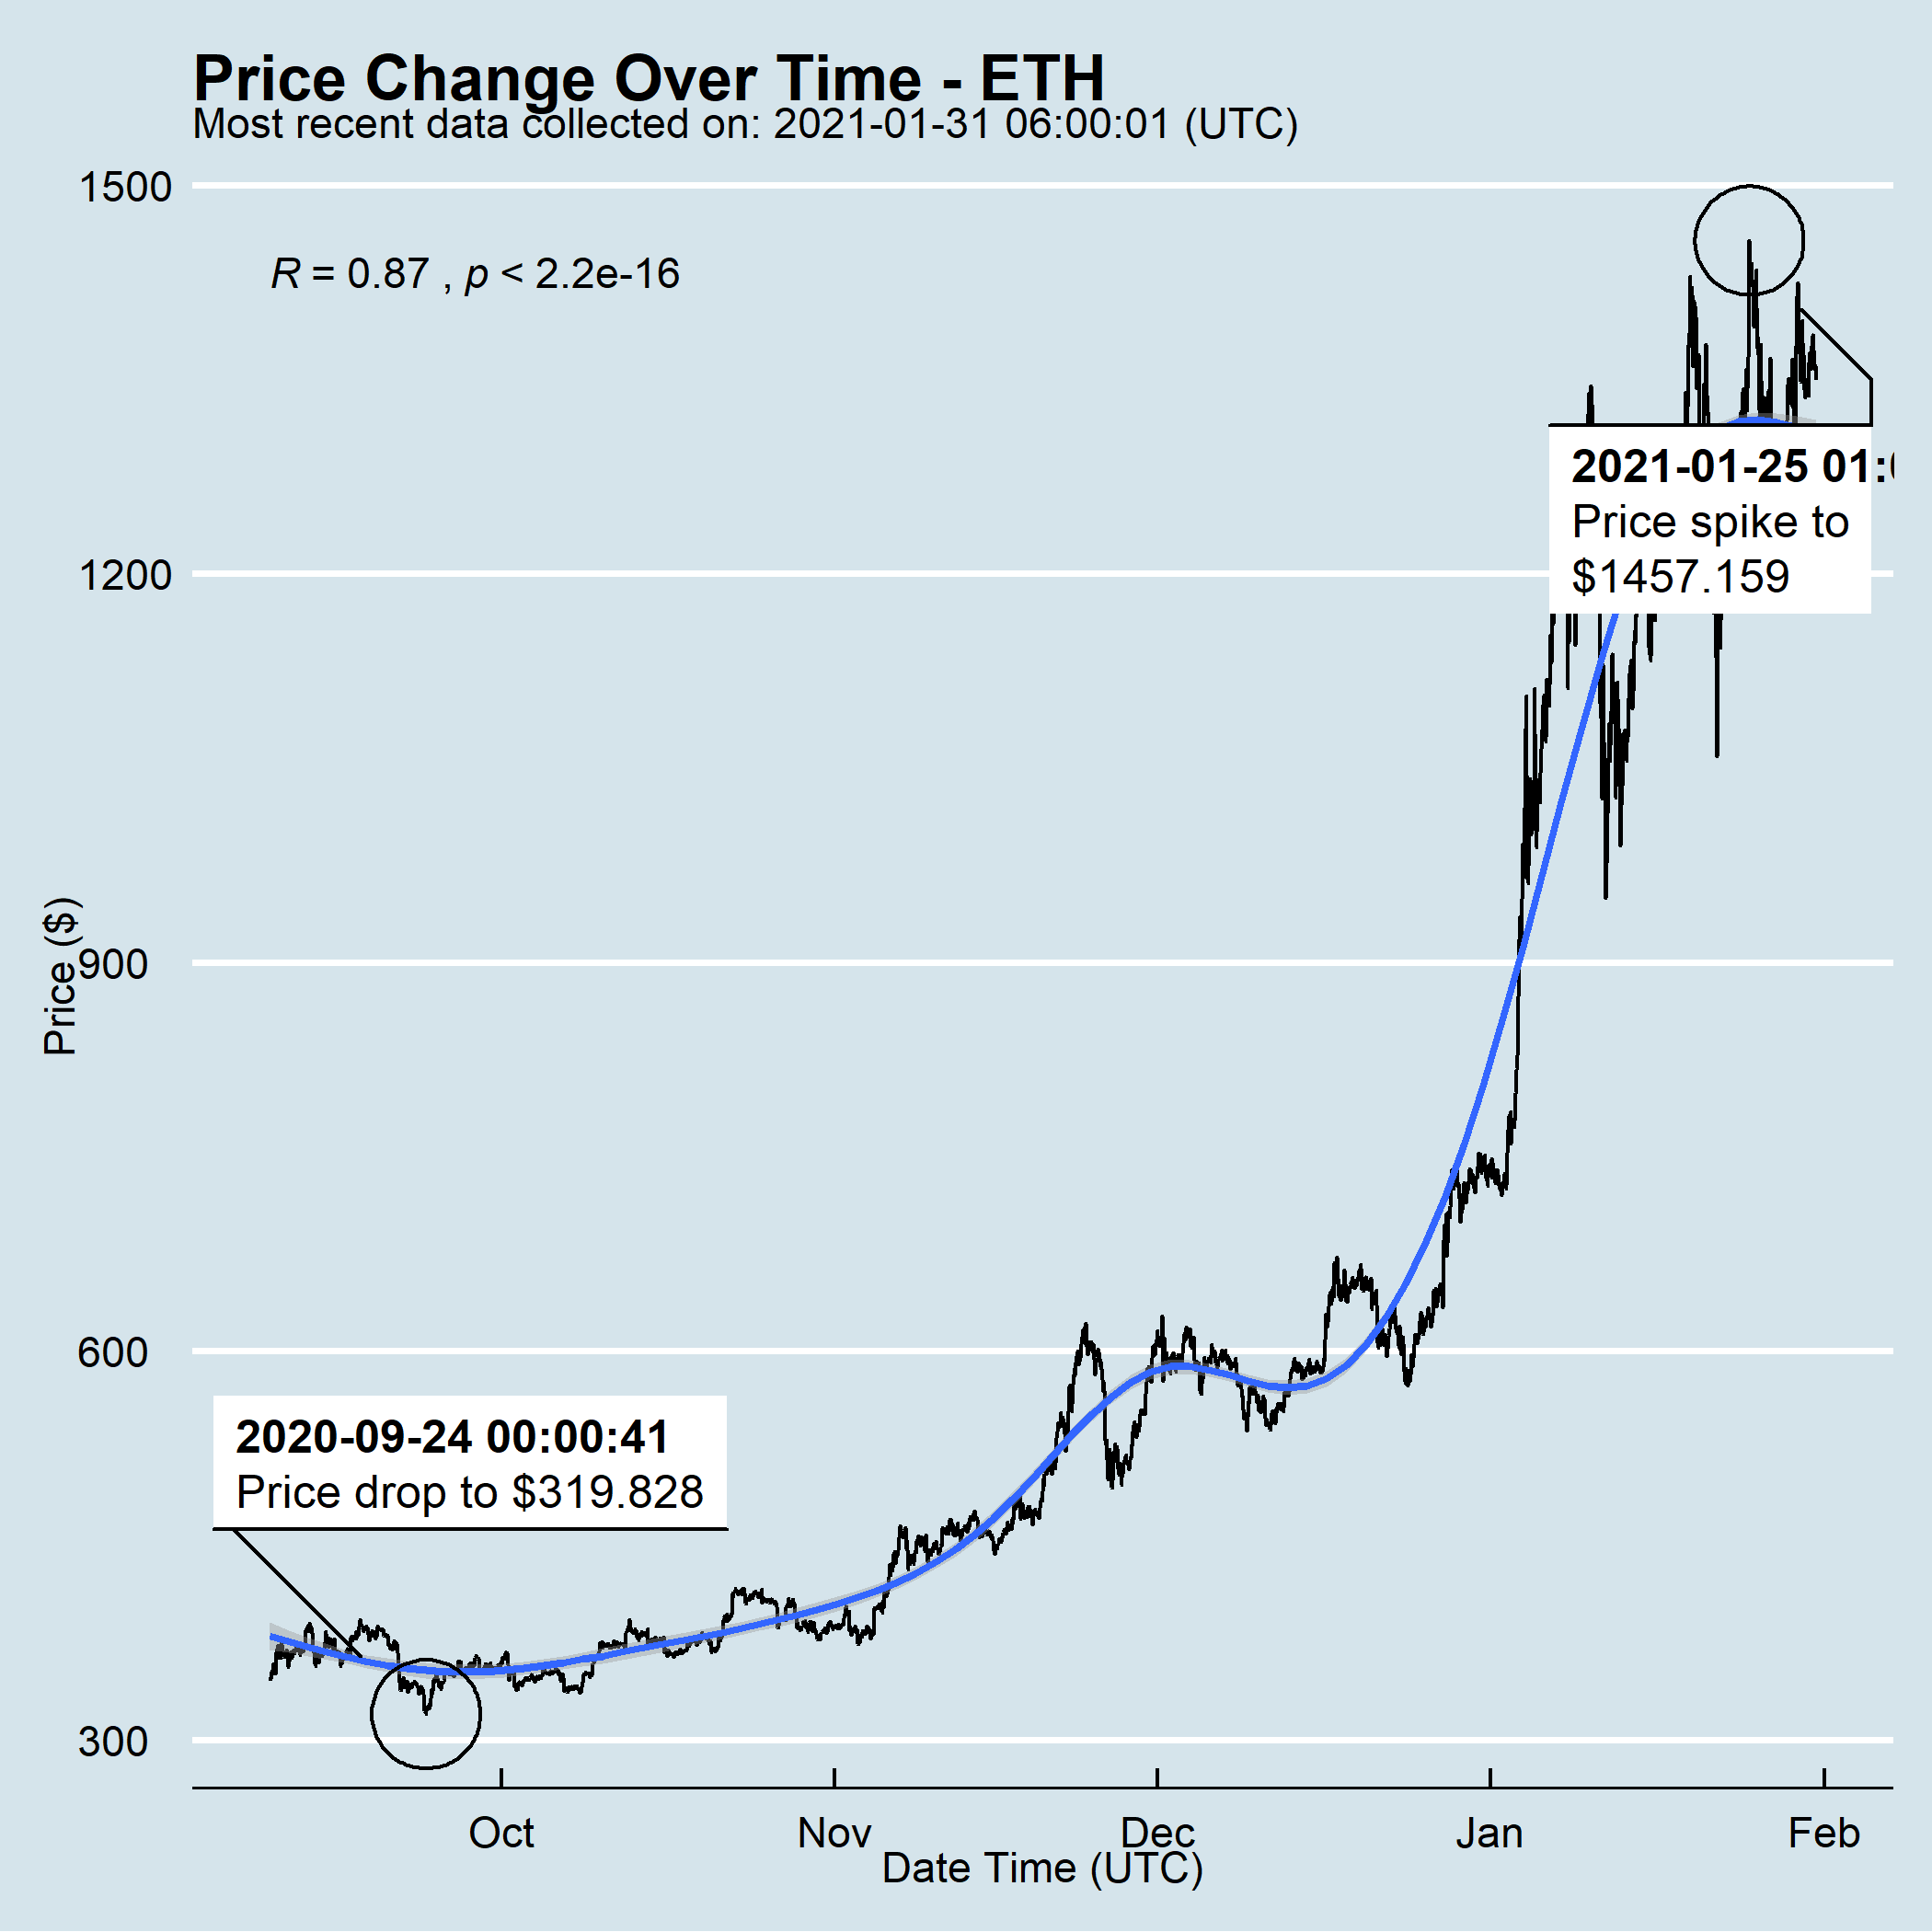 Price Change Over Time - ETH
Most recent data collected on: 2021-01-31 06:00:01 (UTC)
1500
R = 0.87 , p < 2.2e-16
2021-01-25 01:
Price spike to
$1457.159
1200
Price ($)
900
600
2020-09-24 00:00:41
Price drop to $319.828
300
Oct Nov Dec Jan Feb
Date Time (UTC)